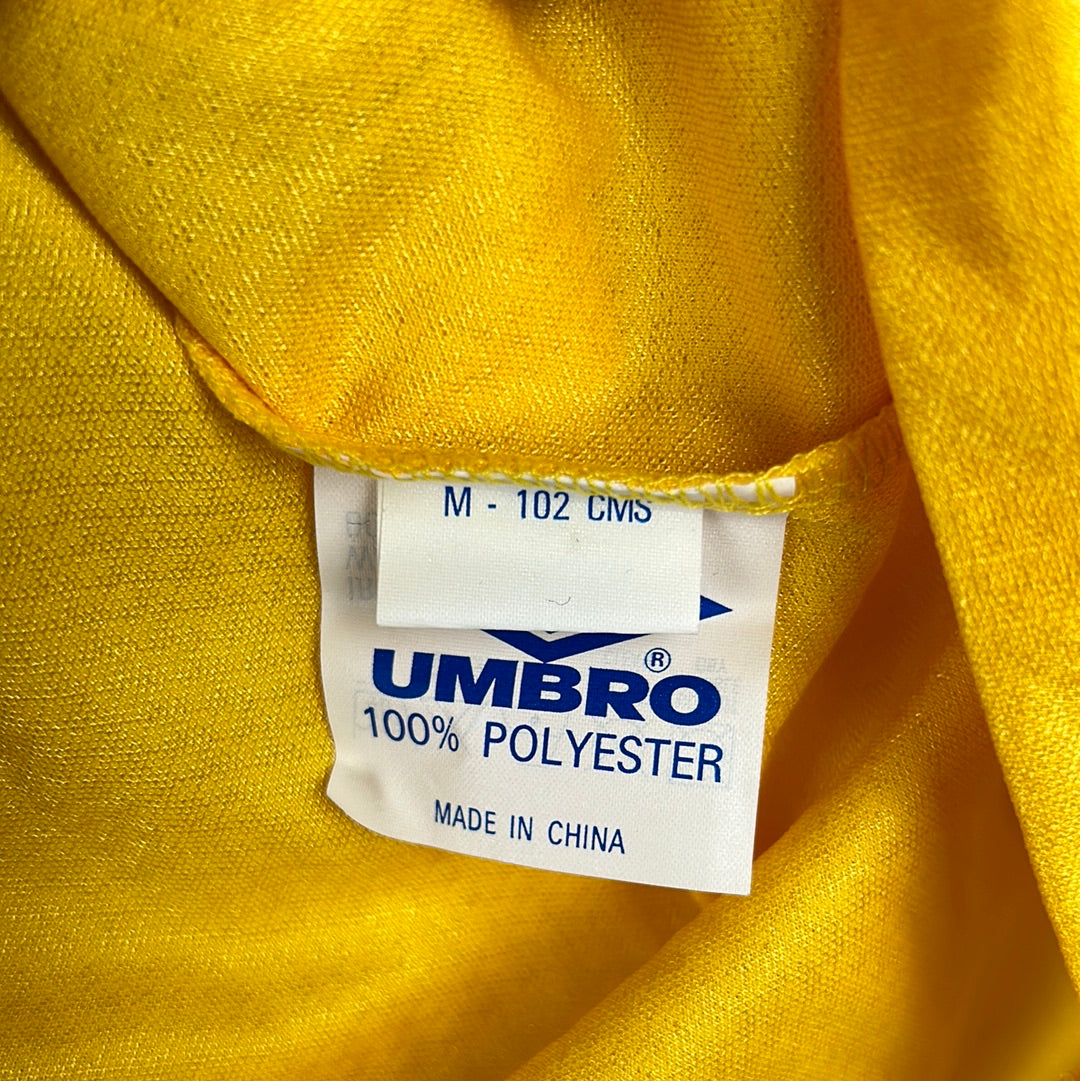 M - 102 CMS
UMBRO®
100% POLYESTER
MADE IN CHINA